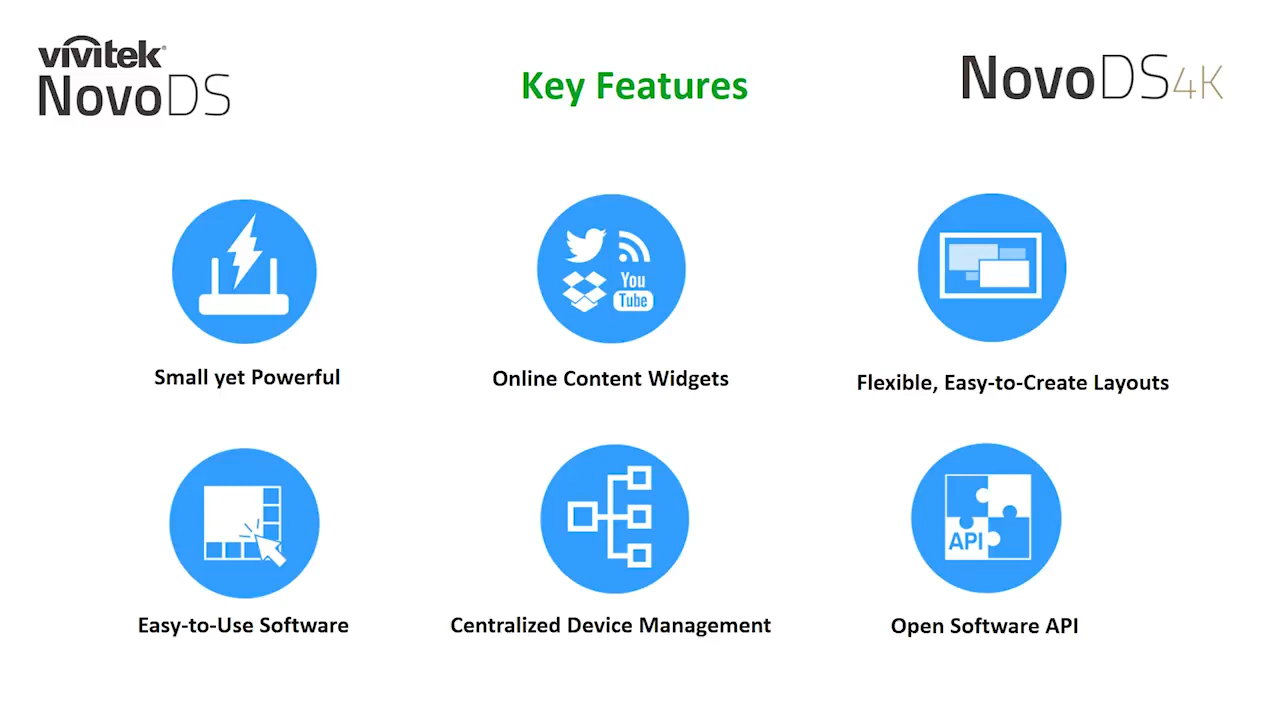 vivitek®
NovoDS
Key Features
NovoDS4K
You
Tube
Small yet Powerful
Online Content Widgets
Flexible, Easy-to-Create Layouts
API
Easy-to-Use Software
Centralized Device Management
Open Software API